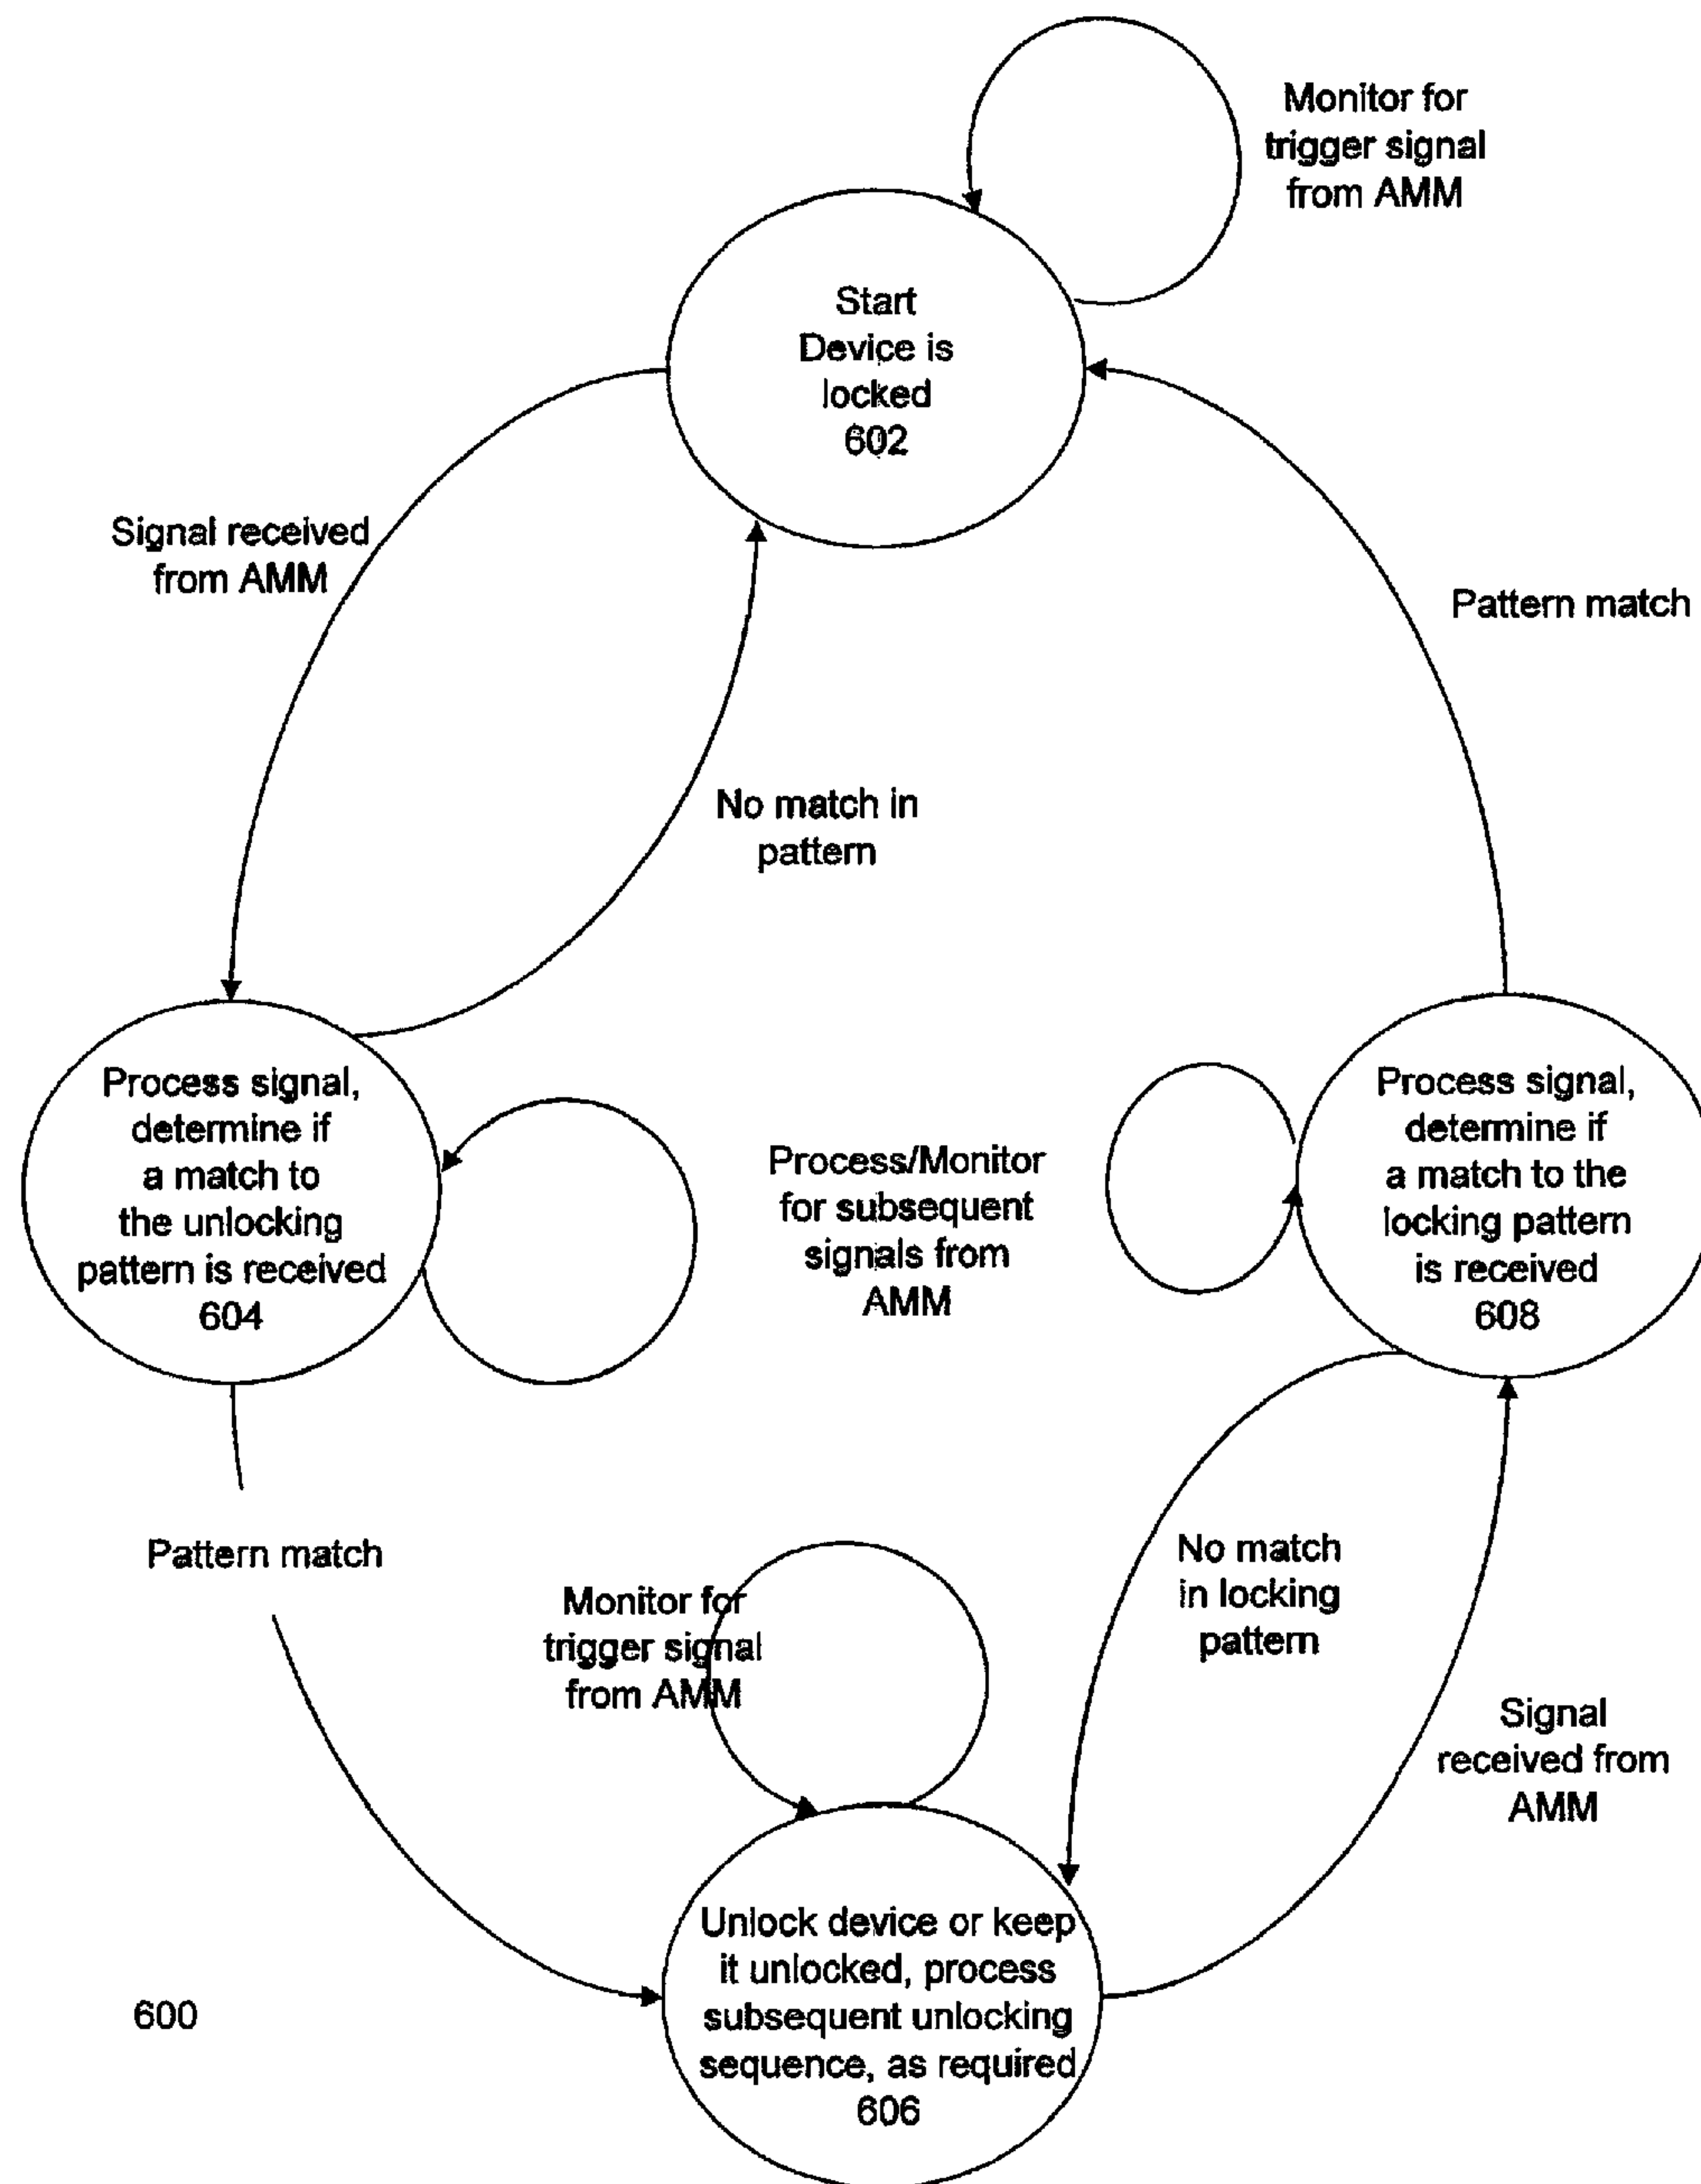 Monitor for
trigger signal
from AMM
Start
Device is
locked
602
Signal received
from AMM
Pattern match
No match in
pattern
Process signal,
determine if
a match to
the unlocking
pattern is received
604
Process/Monitor
for subsequent
signals from
AMM
Process signal,
determine if
a match to the
locking pattern
is received
608
Pattern match
Monitor for
trigger signal
from AMM
No match
in locking
pattern
Signal
received from
AMM
Unlock device or keep
it unlocked, process
subsequent unlocking
sequence, as required
606
600